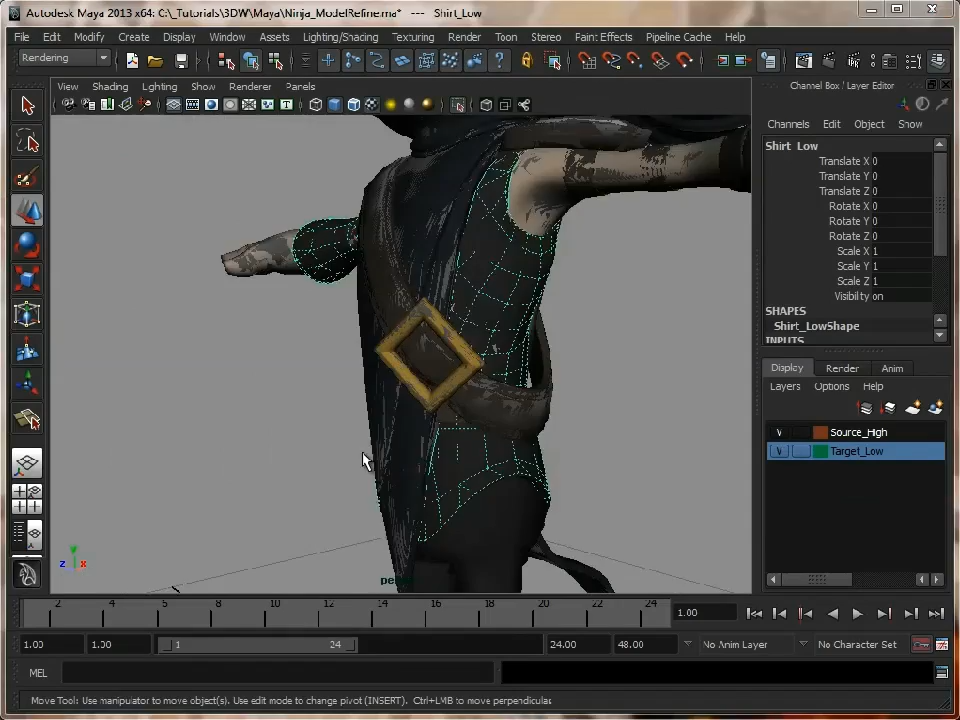 Autodesk Maya 2013 x64: C:\_Tutorials\3DW\Maya\Ninja_ModelRefine.ma*   ---   Shirt_Low
File Edit Modify Create Display Window Assets Lighting/Shading Texturing Render Toon Stereo Paint Effects Pipeline Cache Help
Rendering
View Shading Lighting Show Renderer Panels
Channel Box / Layer Editor
Channels Edit Object Show
Shirt_Low
Translate X 0
Translate Y 0
Translate Z 0
Rotate X 0
Rotate Y 0
Rotate Z 0
Scale X 1
Scale Y 1
Scale Z 1
Visibility on
SHAPES
Shirt_LowShape
INPUTS
Display Render Anim
Layers Options Help
V Source_High
V Target_Low
y
z x
2 4 6 8 10 12 14 16 18 20 22 24
1.00
1.00 1.00 1 24 24.00 48.00 No Anim Layer No Character Set
MEL
Move Tool: Use manipulator to move object(s). Use edit mode to change pivot (INSERT). Ctrl+LMB to move perpendicular.